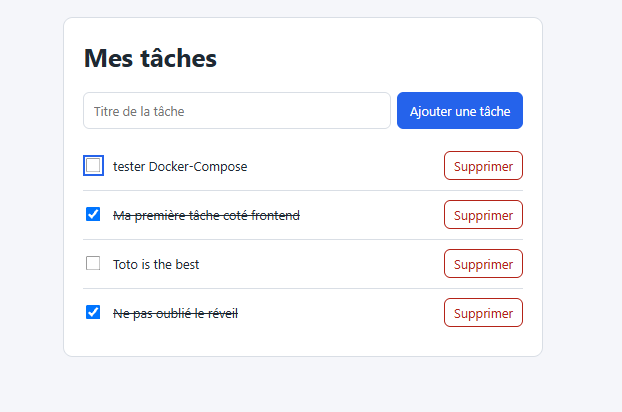 Mes tâches
Titre de la tâche
Ajouter une tâche
tester Docker-Compose
Supprimer
Ma première tâche coté frontend
Supprimer
Toto is the best
Supprimer
Ne pas oublié le réveil
Supprimer